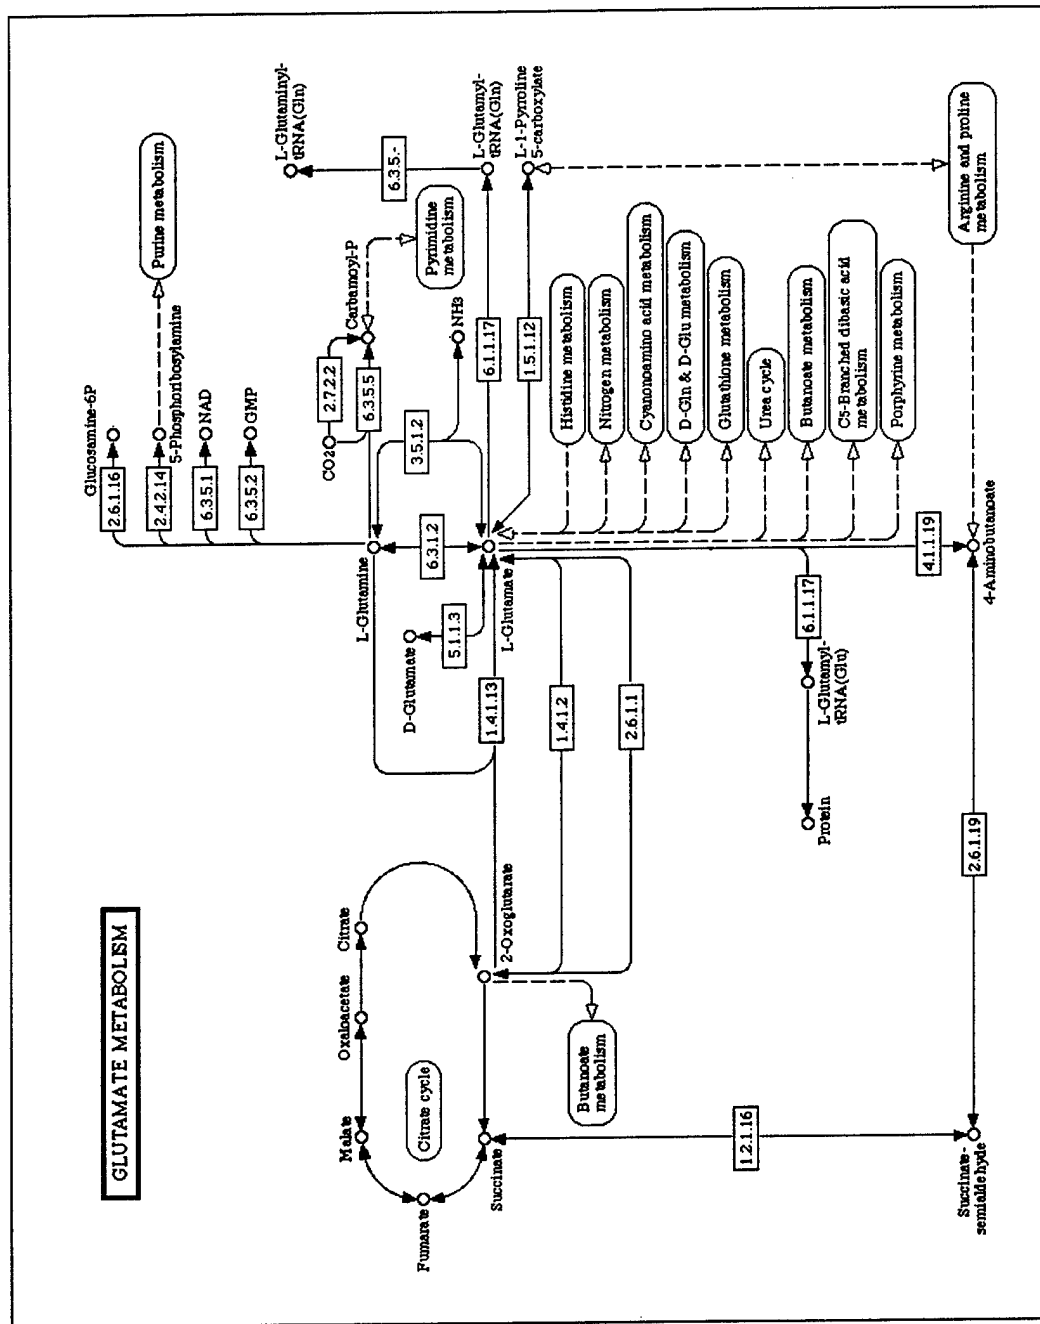 GLUTAMATE METABOLISM
Glucosamine-6P
2.6.1.16
2.4.2.14
5-Phosphoribosylamine
Purine metabolism
6.3.5.1
NAD
6.3.5.2
GMP
L-Glutaminyl-
tRNA(Gln)
6.3.5.-
L-Glutamyl-
tRNA(Gln)
CO2
2.7.2.2
6.3.5.5
Carbamoyl-P
Pyrimidine
metabolism
NH3
3.5.1.2
6.1.1.17
L-1-Pyrroline
5-carboxylate
1.5.1.12
Malate
Oxaloacetate
Citrate
Fumarate
Citrate cycle
Succinate
2-Oxoglutarate
Butanoate
metabolism
L-Glutamine
6.3.1.2
D-Glutamate
5.1.1.3
L-Glutamate
1.4.1.13
1.4.1.2
2.6.1.1
Histidine metabolism
Nitrogen metabolism
Cyanonoamino acid metabolism
D-Gln & D-Glu metabolism
Glutathione metabolism
Urea cycle
Butanoate metabolism
C5-Branched dibasic acid
metabolism
Porphyrine metabolism
Arginine and proline
metabolism
Protein
L-Glutamyl-
tRNA(Glu)
6.1.1.17
4.1.1.19
4-Aminobutanoate
2.6.1.19
1.2.1.16
Succinate-
semialdehyde